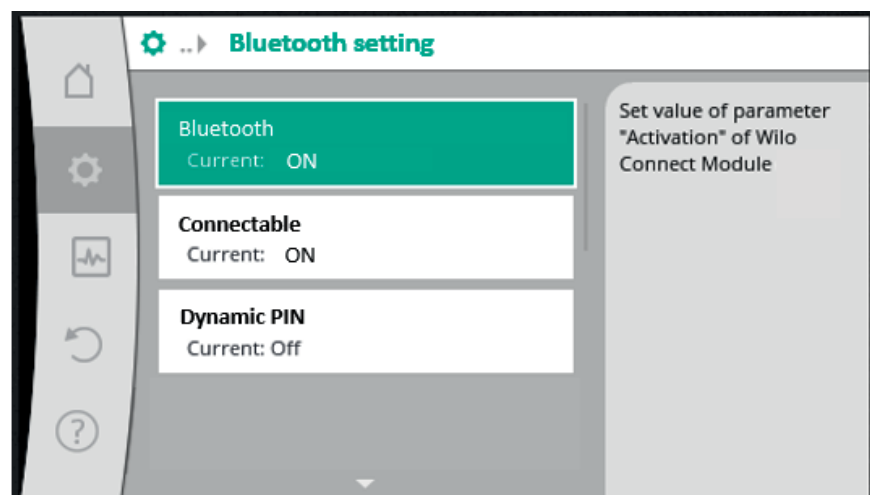 .. Bluetooth setting
Bluetooth
Current: ON
Connectable
Current: ON
Dynamic PIN
Current: Off
Set value of parameter
"Activation" of Wilo
Connect Module
?